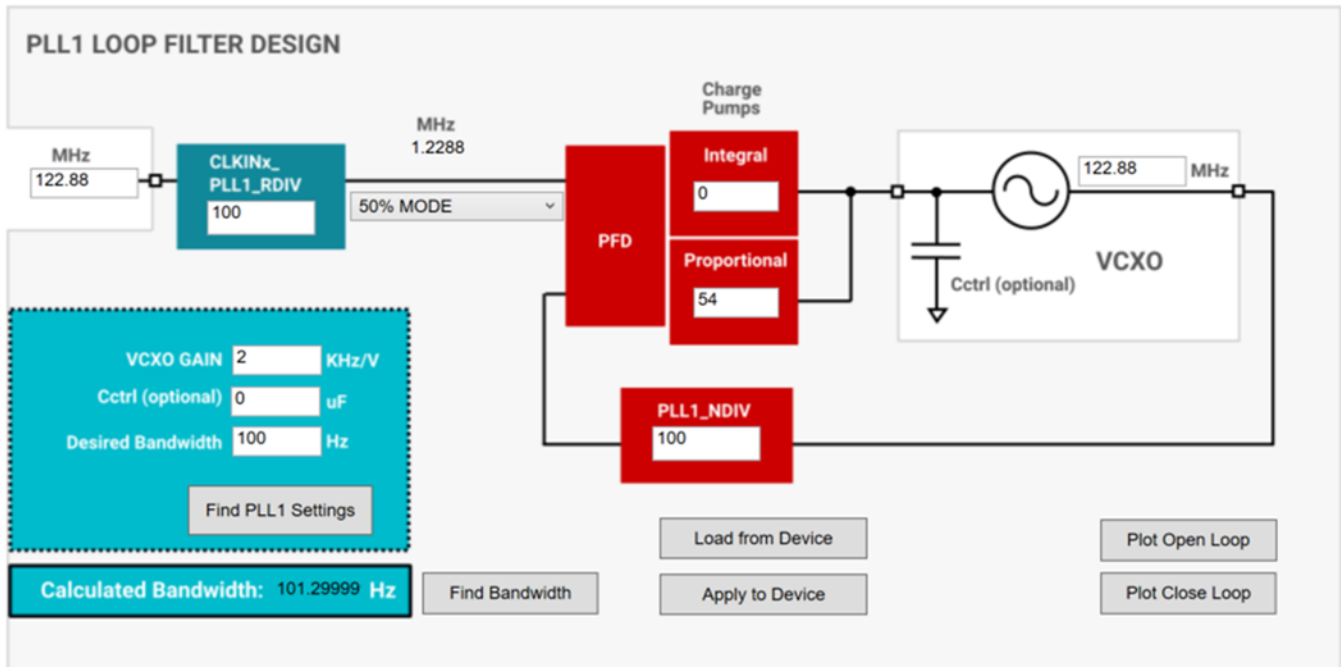 PLL1 LOOP FILTER DESIGN
MHz
122.88
CLKINx_
PLL1_RDIV
100
MHz
1.2288
50% MODE
PFD
Charge
Pumps
Integral
0
Proportional
54
122.88 MHz
VCXO
Cctrl (optional)
VCXO GAIN 2 KHz/V
Cctrl (optional) 0 uF
Desired Bandwidth 100 Hz
Find PLL1 Settings
PLL1_NDIV
100
Calculated Bandwidth: 101.29999 Hz
Find Bandwidth
Load from Device
Apply to Device
Plot Open Loop
Plot Close Loop